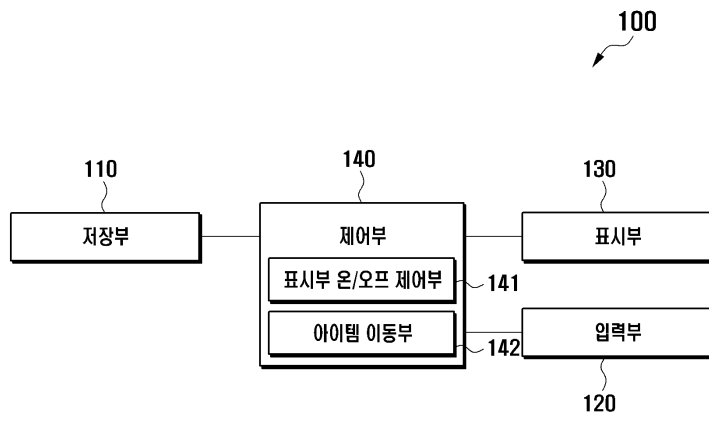 100
110
140
130
저장부
제어부
표시부
표시부 온/오프 제어부
141
아이템 이동부
142
입력부
120